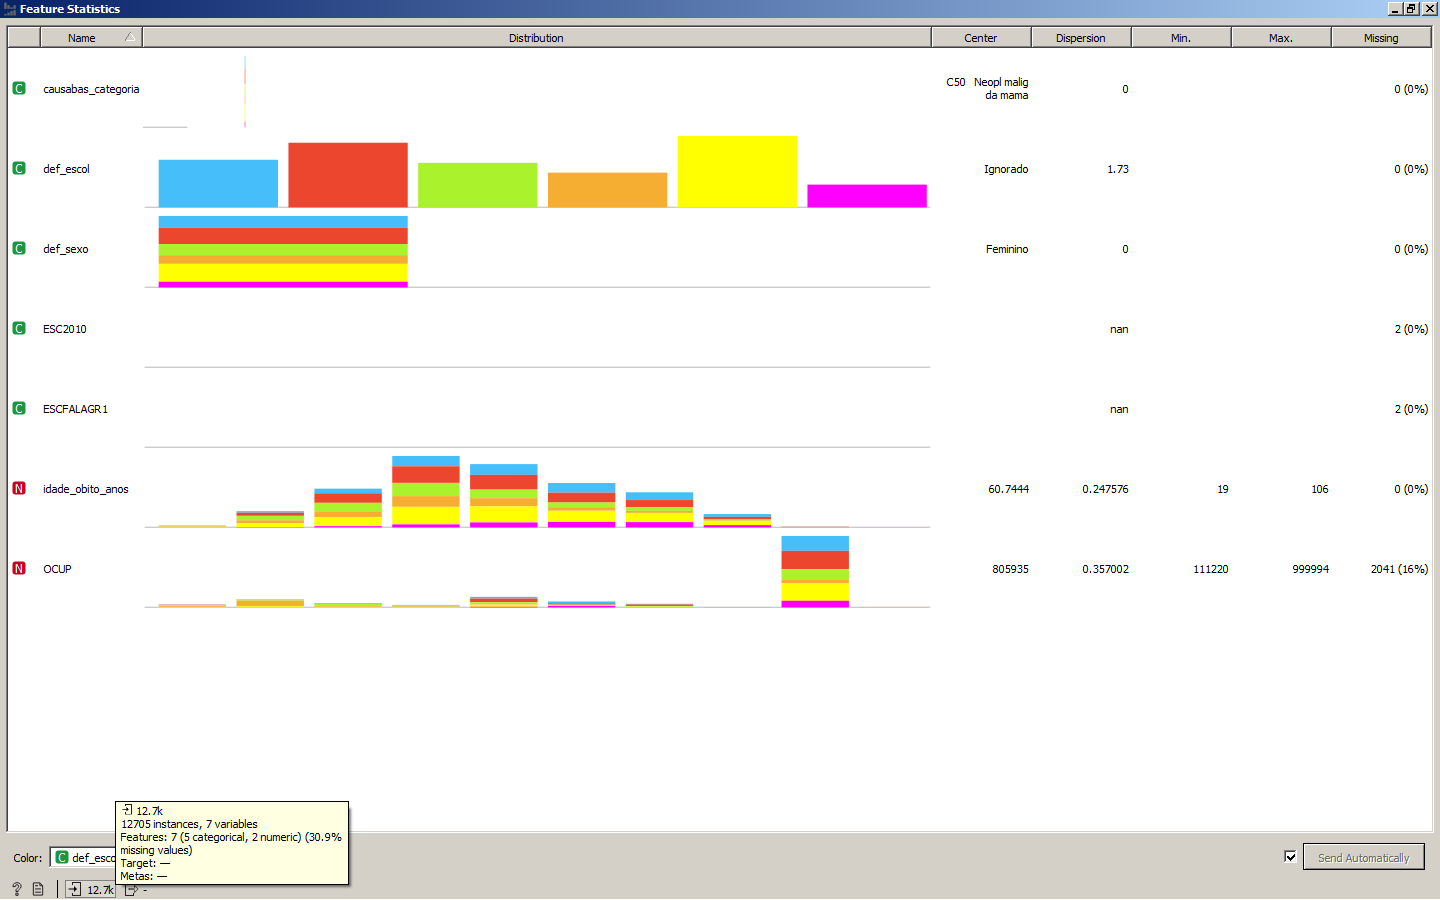 Feature Statistics
Name Distribution Center Dispersion Min. Max. Missing
C causabas_categoria C50 Neopl malig da mama 0 0 (0%)
C def_escol Ignorado 1.73 0 (0%)
C def_sexo Feminino 0 0 (0%)
C ESC2010 nan 2 (0%)
C ESCFALAGR1 nan 2 (0%)
N idade_obito_anos 60.7444 0.247576 19 106 0 (0%)
N OCUP 805935 0.357002 111220 999994 2041 (16%)
12.7k
12705 instances, 7 variables
Features: 7 (5 categorical, 2 numeric) (30.9%
missing values)
Target: —
Metas: —
Color: C def_esco Send Automatically
? 12.7k -